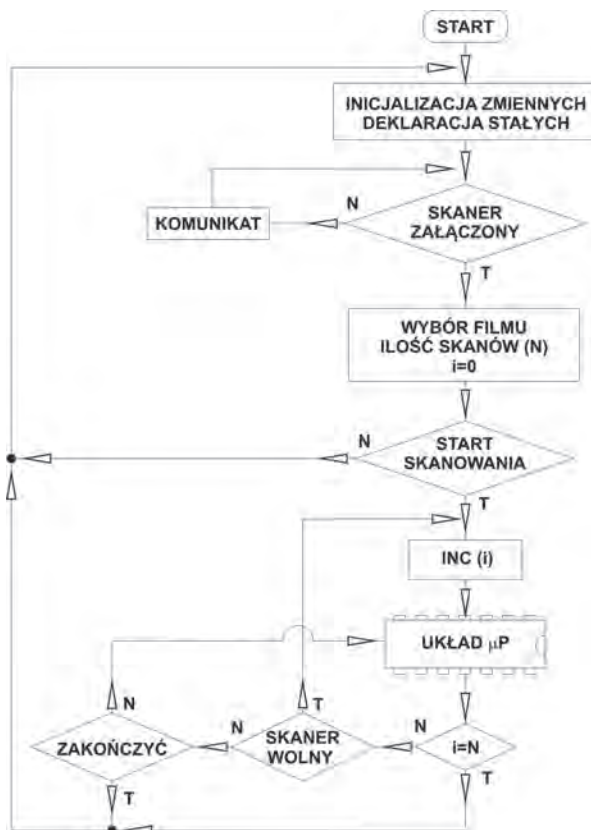 START
INICJALIZACJA ZMIENNYCH
DEKLARACJA STAŁYCH
N
KOMUNIKAT
SKANER
ZAŁĄCZONY
T
WYBÓR FILMU
ILOŚĆ SKANÓW (N)
i=0
N
START
SKANOWANIA
T
INC (i)
UKŁAD μP
N
T
N
N
ZAKOŃCZYĆ
SKANER
WOLNY
i=N
T
T